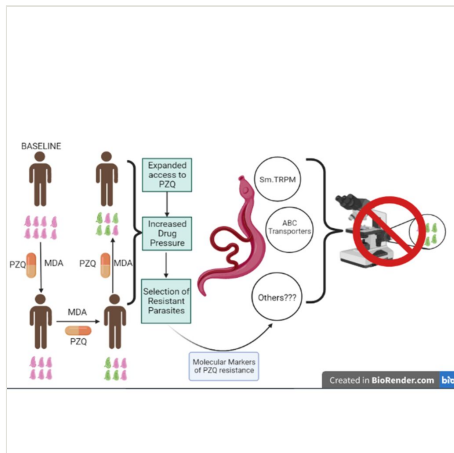 BASELINE
PZQ
MDA
MDA
PZQ
PZQ
MDA
Expanded
access to
PZQ
Increased
Drug
Pressure
Selection of
Resistant
Parasites
Sm.TRPM
ABC
Transporters
Others???
Molecular Markers
of PZQ resistance
Created in BioRender.com